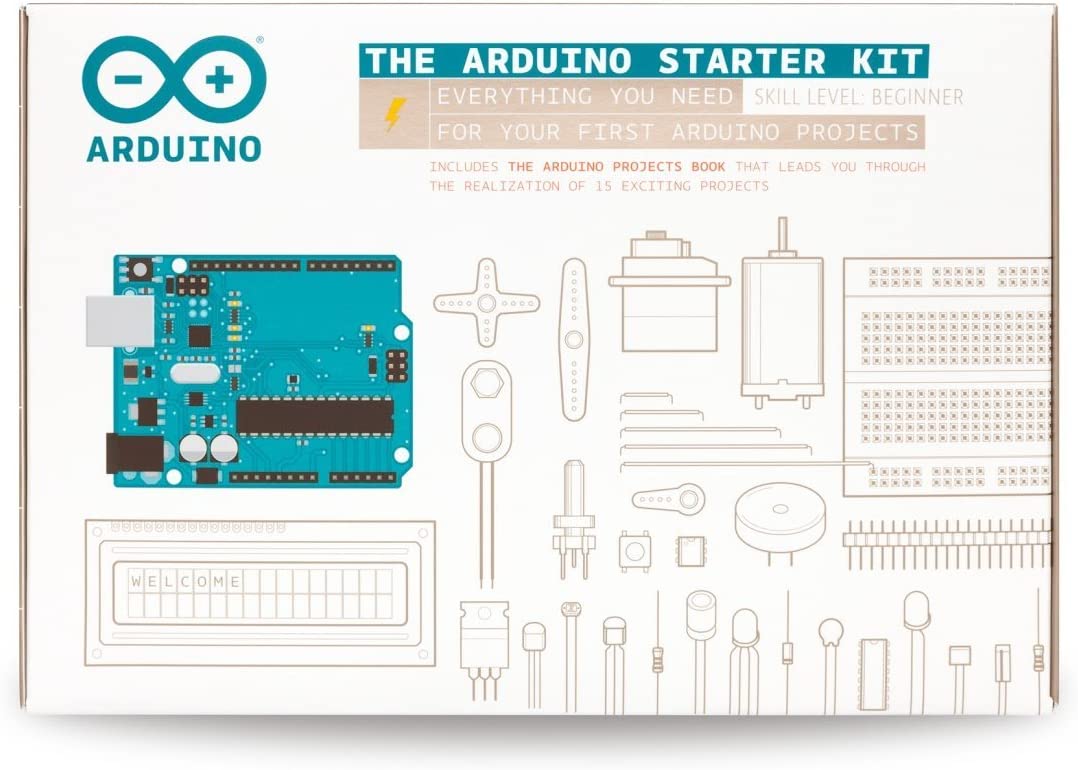 ARDUINO
THE ARDUINO STARTER KIT
EVERYTHING YOU NEED SKILL LEVEL: BEGINNER
FOR YOUR FIRST ARDUINO PROJECTS
INCLUDES THE ARDUINO PROJECTS BOOK THAT LEADS YOU THROUGH
THE REALIZATION OF 15 EXCITING PROJECTS
WELCOME